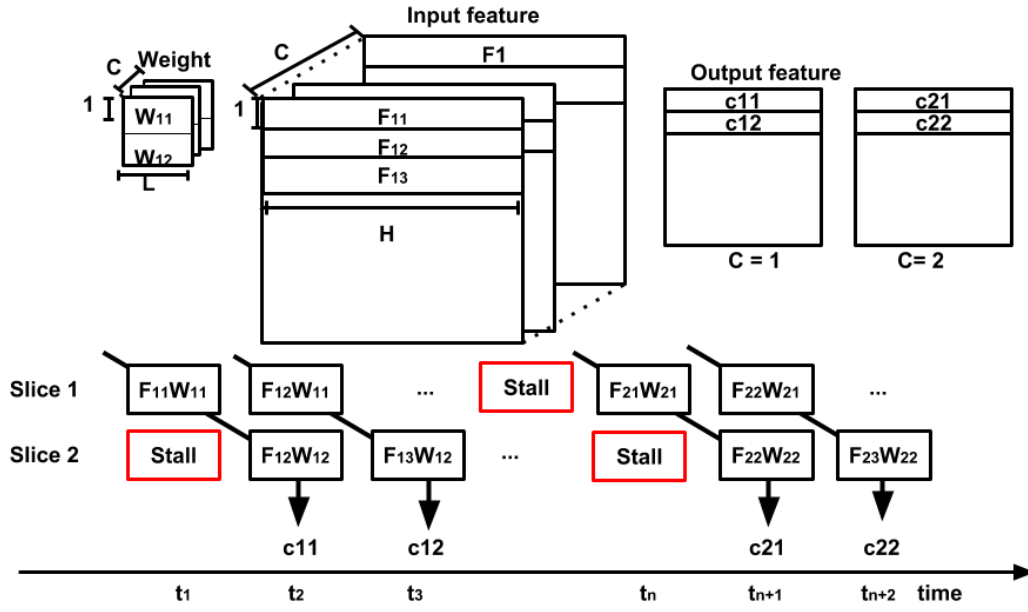 Input feature
C
Weight
C
1
W11
W12
L
F1
1
F11
F12
F13
H
Output feature
c11
c12
C = 1
c21
c22
C= 2
Slice 1
F11W11
F12W11
...
Stall
F21W21
F22W21
...
Slice 2
Stall
F12W12
F13W12
...
Stall
F22W22
F23W22
c11
c12
c21
c22
t1
t2
t3
tn
tn+1
tn+2
time